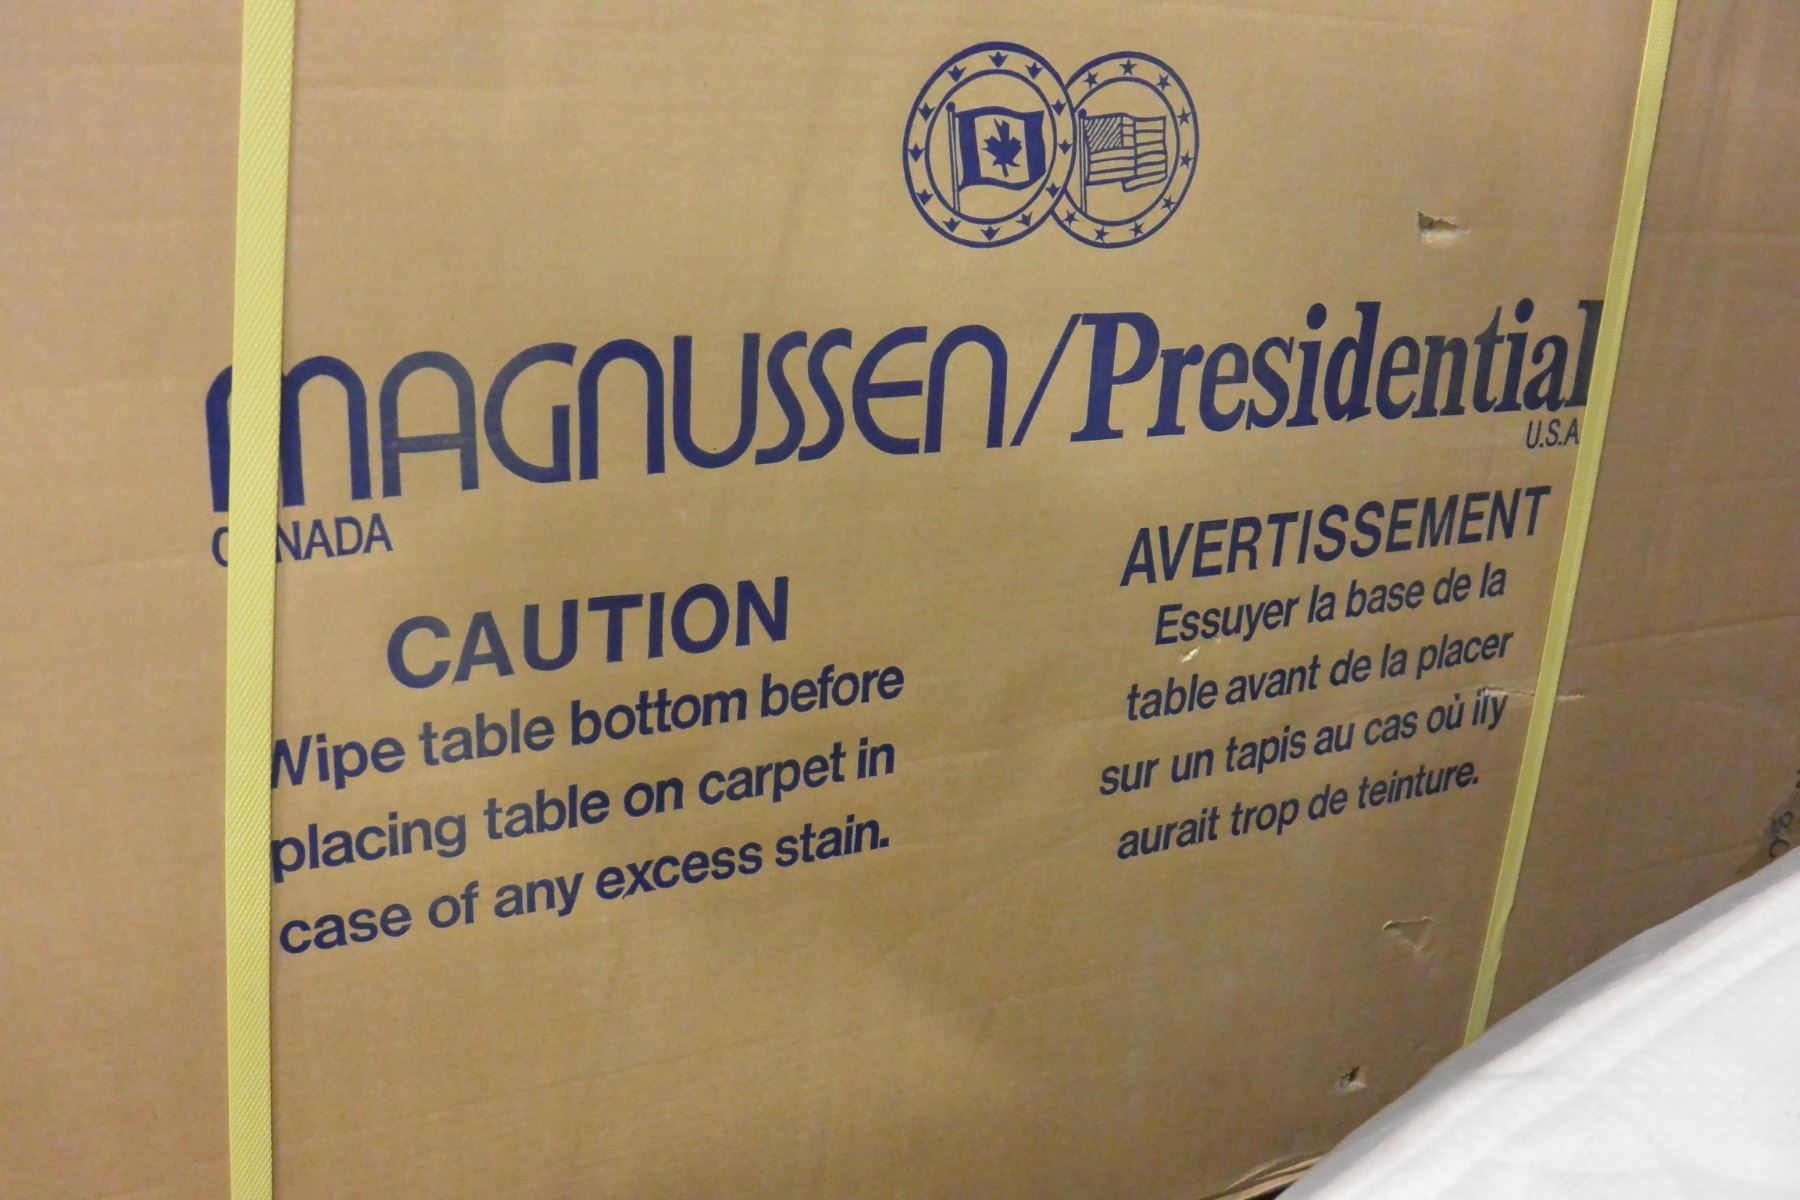 MAGNUSSEN/Presidential
CANADA
U.S.A
CAUTION
Wipe table bottom before
placing table on carpet in
case of any excess stain.
AVERTISSEMENT
Essuyer la base de la
table avant de la placer
sur un tapis au cas où ily
aurait trop de teinture.